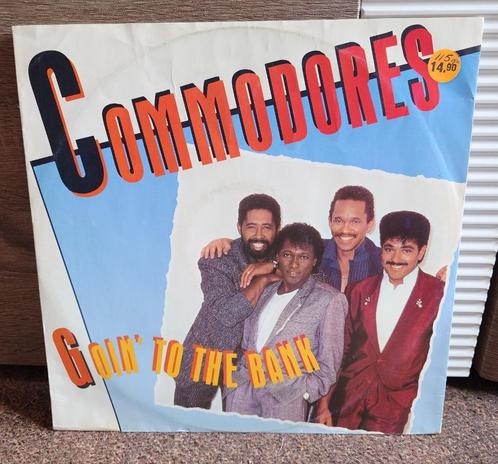 COMMODORES
14,90
GOIN' TO THE BANK